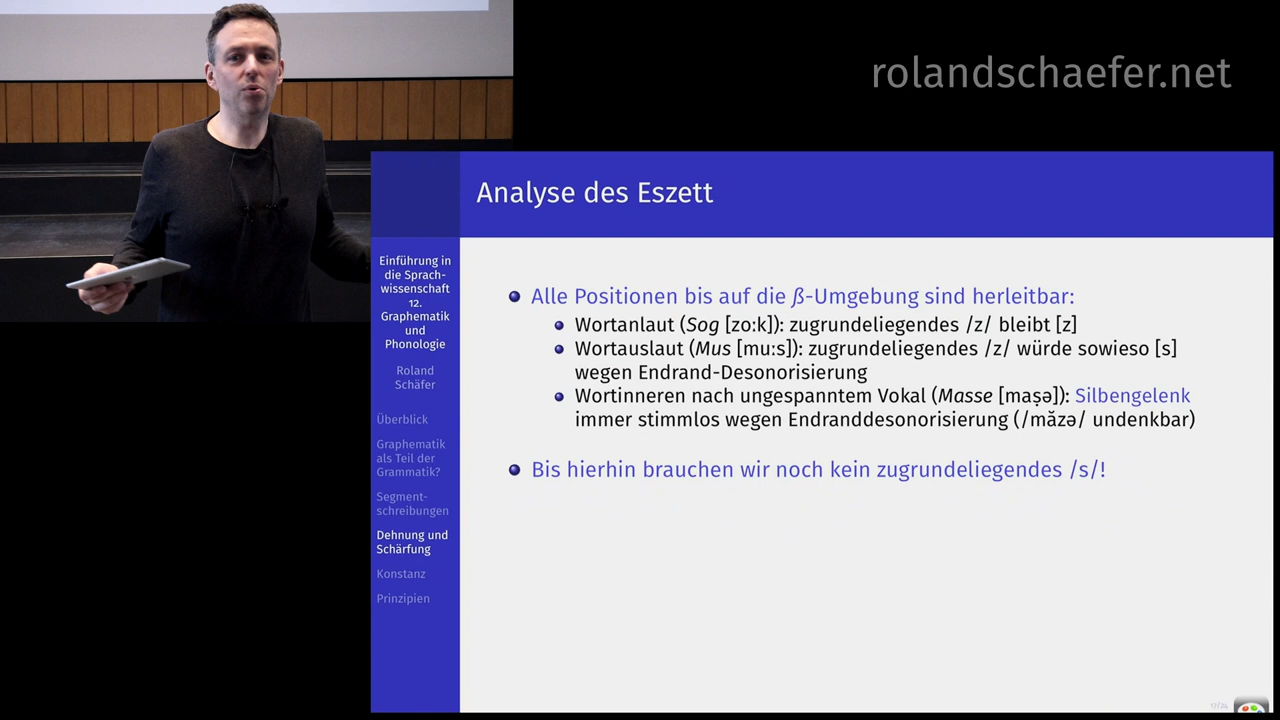 rolandschaefer.net
Analyse des Eszett
Einführung in
die Sprach-
wissenschaft
12.
Graphematik
und
Phonologie
Roland
Schäfer
Überblick
Graphematik
als Teil der
Grammatik?
Segment-
schreibungen
Dehnung und
Schärfung
Konstanz
Prinzipien
Alle Positionen bis auf die ß-Umgebung sind herleitbar:
Wortanlaut (Sog [zo:k]): zugrundeliegendes /z/ bleibt [z]
Wortauslaut (Mus [mu:s]): zugrundeliegendes /z/ würde sowieso [s]
wegen Endrand-Desonorisierung
Wortinneren nach ungespanntem Vokal (Masse [maṣə]): Silbengelenk
immer stimmlos wegen Endranddesonorisierung (/măzə/ undenkbar)
Bis hierhin brauchen wir noch kein zugrundeliegendes /s/!
17/24